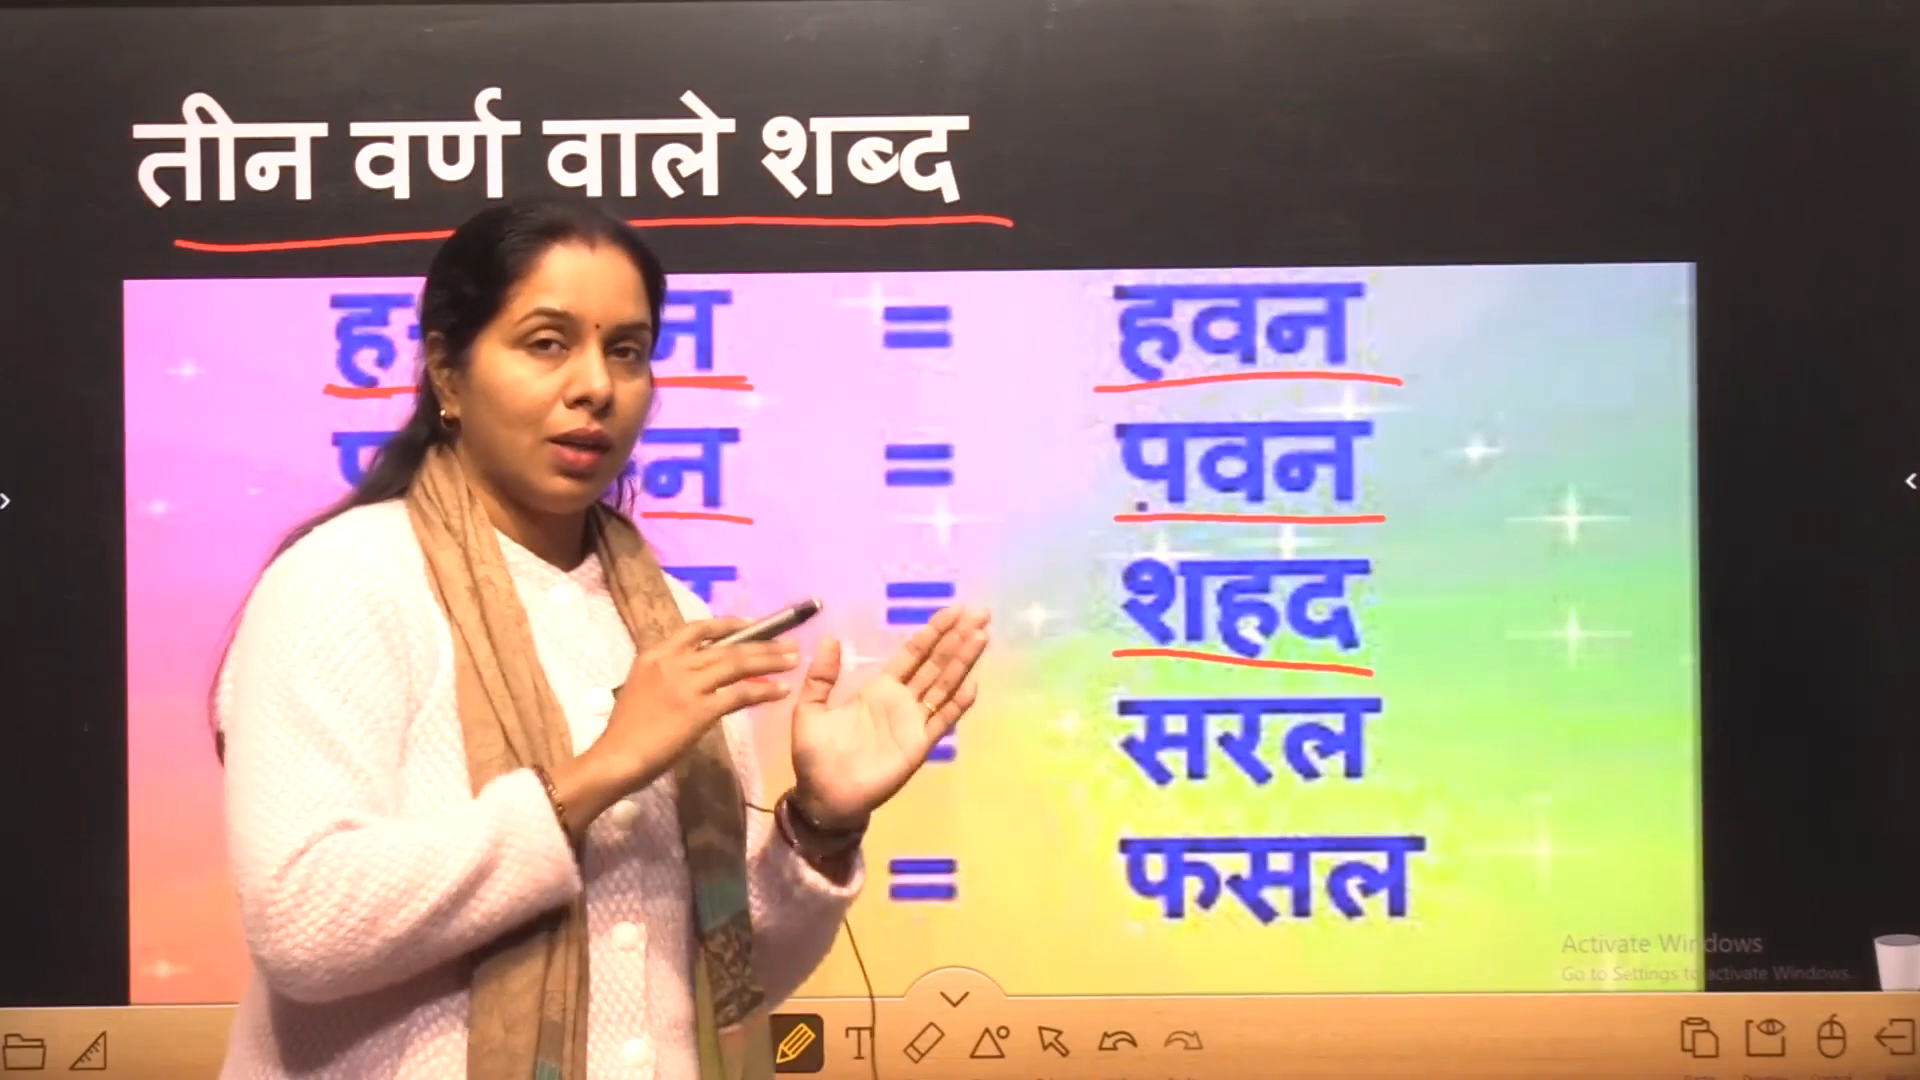 तीन वर्ण वाले शब्द
न = हवन
न = पवन
= शहद
सरल
= फसल
Activate Windows
Go to Settings to activate Windows.
T